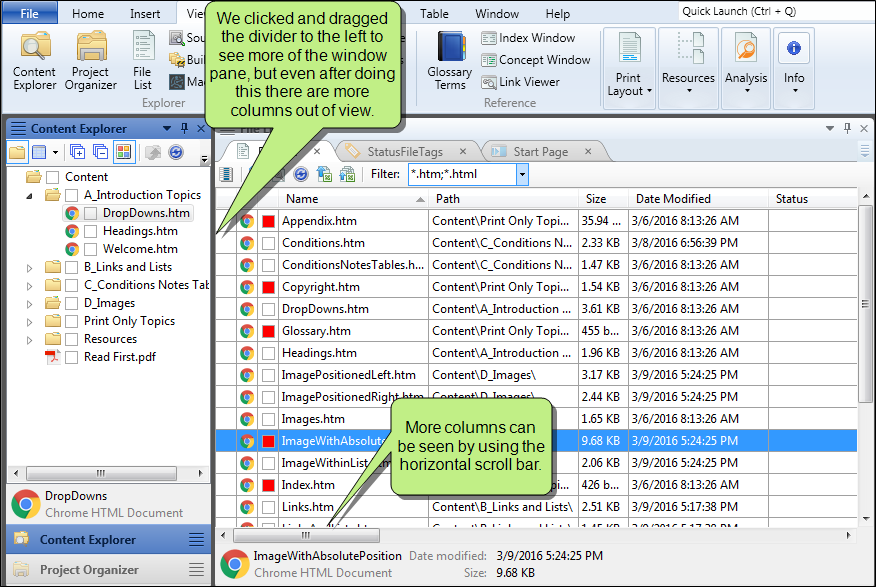 File Home Insert Vie Table Window Help Quick Launch (Ctrl + Q)
We clicked and dragged
the divider to the left to
see more of the window
pane, but even after doing
this there are more
columns out of view.
Content
Explorer
Project
Organizer
File
List
Sou
Bui
Ma
Explorer
Glossary
Terms
Index Window
Concept Window
Link Viewer
Reference
Print
Layout
Resources
Analysis
Info
Content Explorer
Content
A_Introduction Topics
DropDowns.htm
Headings.htm
Welcome.htm
B_Links and Lists
C_Conditions Notes Tab
D_Images
Print Only Topics
Resources
Read First.pdf
DropDowns
Chrome HTML Document
Content Explorer
Project Organizer
StatusFileTags Start Page
Filter: *.htm;*.html
Name Path Size Date Modified Status
Appendix.htm Content\Print Only Topi... 35.94 ... 3/6/2016 8:13:26 AM
Conditions.htm Content\C_Conditions N... 2.33 KB 3/8/2016 6:56:39 PM
ConditionsNotesTables.h... Content\C_Conditions N... 1.47 KB 3/6/2016 8:13:26 AM
Copyright.htm Content\Print Only Topi... 1.54 KB 3/6/2016 8:13:26 AM
DropDowns.htm Content\A_Introduction ... 3.61 KB 3/6/2016 8:13:26 AM
Glossary.htm Content\Print Only Topi... 455 b... 3/6/2016 8:13:26 AM
Headings.htm Content\A_Introduction ... 1.96 KB 3/6/2016 8:13:26 AM
ImagePositionedLeft.htm Content\D_Images\ 3.17 KB 3/9/2016 5:24:25 PM
ImagePositionedRight.htm Content\D_Images\ 2.44 KB 3/9/2016 5:24:25 PM
Images.htm 1.65 KB 3/6/2016 8:13:26 AM
ImageWithAbsolute 9.68 KB 3/9/2016 5:24:25 PM
ImageWithinList.htm 2.06 KB 3/9/2016 5:24:25 PM
Index.htm 426 b... 3/6/2016 8:13:26 AM
Links.htm Content\B_Links and Lists\ 2.51 KB 3/9/2016 5:17:38 PM
More columns can
be seen by using the
horizontal scroll bar.
ImageWithAbsolutePosition Date modified: 3/9/2016 5:24:25 PM
Chrome HTML Document Size: 9.68 KB